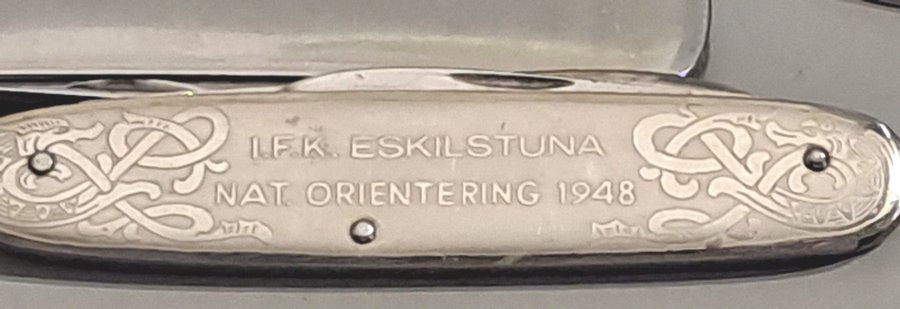 I.F.K. ESKILSTUNA
NAT. ORIENTERING 1948